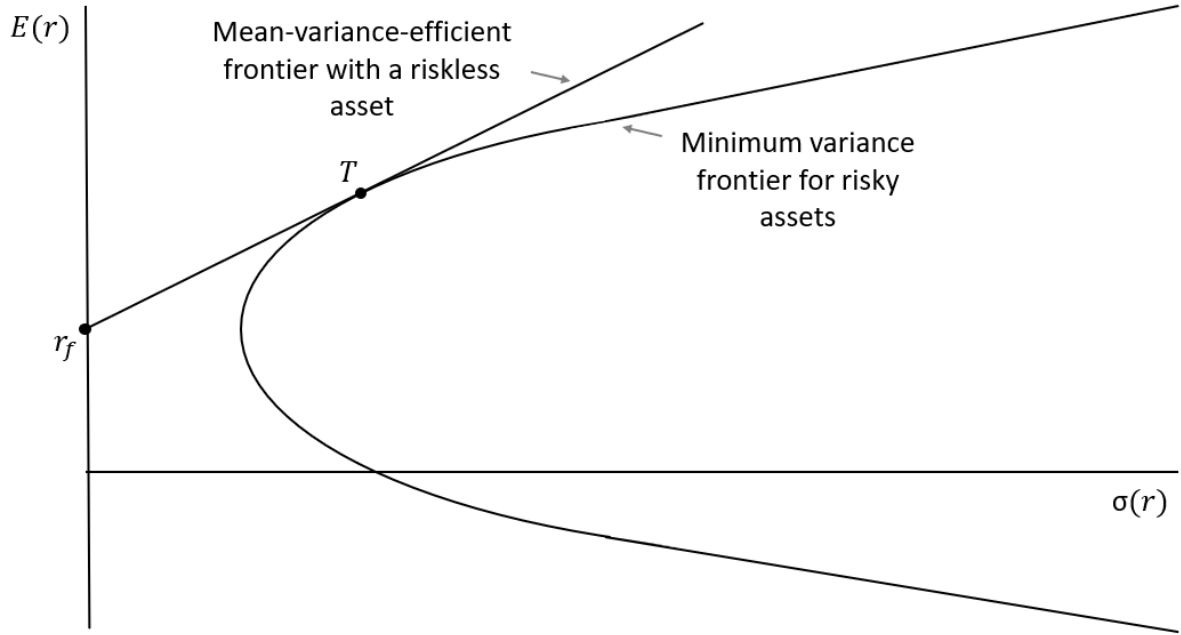 E(r)
Mean-variance-efficient
frontier with a riskless
asset
Minimum variance
frontier for risky
assets
T
r_f
σ(r)